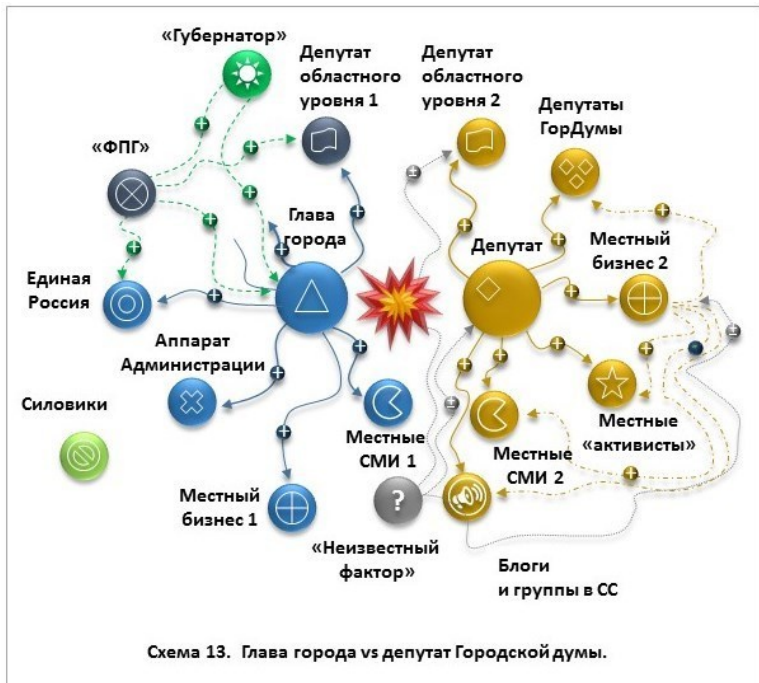 «Губернатор»
Депутат
областного
уровня 1
Депутат
областного
уровня 2
Депутаты
ГорДумы
«ФПГ»
Глава
города
Депутат
Местный
бизнес 2
Единая
Россия
Аппарат
Администрации
Силовики
Местные
СМИ 1
Местные
СМИ 2
Местные
«активисты»
Местный
бизнес 1
?
«Неизвестный
фактор»
Блоги
и группы в СС
Схема 13. Глава города vs депутат Городской думы.